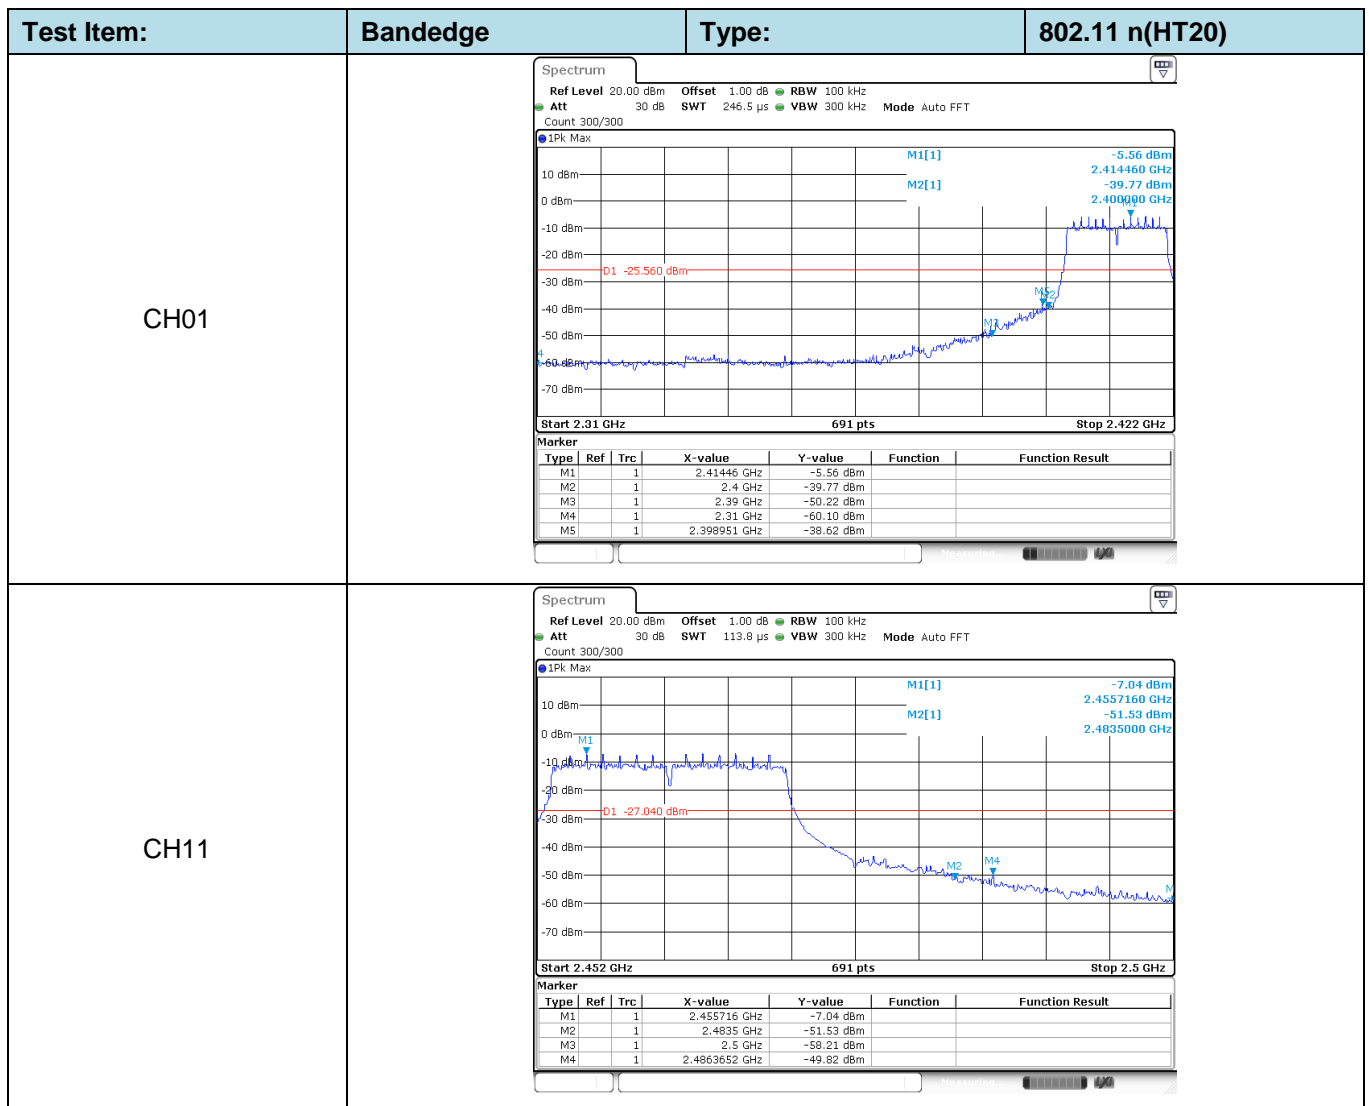 Test Item: Bandedge Type: 802.11 n(HT20)
CH01
Spectrum
Ref Level 20.00 dBm Offset 1.00 dB RBW 100 kHz
Att 30 dB SWT 246.5 µs VBW 300 kHz Mode Auto FFT
Count 300/300
1Pk Max
M1[1] -5.56 dBm
2.414460 GHz
M2[1] -39.77 dBm
2.400000 GHz
M1
10 dBm
0 dBm
-10 dBm
-20 dBm
D1 -25.560 dBm
-30 dBm
M5
M2
-40 dBm
M3
-50 dBm
4
-60 dBm
-70 dBm
Start 2.31 GHz 691 pts Stop 2.422 GHz
Marker
Type Ref Trc X-value Y-value Function Function Result
M1 1 2.41446 GHz -5.56 dBm
M2 1 2.4 GHz -39.77 dBm
M3 1 2.39 GHz -50.22 dBm
M4 1 2.31 GHz -60.10 dBm
M5 1 2.398951 GHz -38.62 dBm
Measuring...
CH11
Spectrum
Ref Level 20.00 dBm Offset 1.00 dB RBW 100 kHz
Att 30 dB SWT 113.8 µs VBW 300 kHz Mode Auto FFT
Count 300/300
1Pk Max
M1[1] -7.04 dBm
2.4557160 GHz
M2[1] -51.53 dBm
2.4835000 GHz
10 dBm
0 dBm
M1
-10 dBm
-20 dBm
D1 -27.040 dBm
-30 dBm
-40 dBm
M2 M4
-50 dBm
M
-60 dBm
-70 dBm
Start 2.452 GHz 691 pts Stop 2.5 GHz
Marker
Type Ref Trc X-value Y-value Function Function Result
M1 1 2.455716 GHz -7.04 dBm
M2 1 2.4835 GHz -51.53 dBm
M3 1 2.5 GHz -58.21 dBm
M4 1 2.4863652 GHz -49.82 dBm
Measuring...